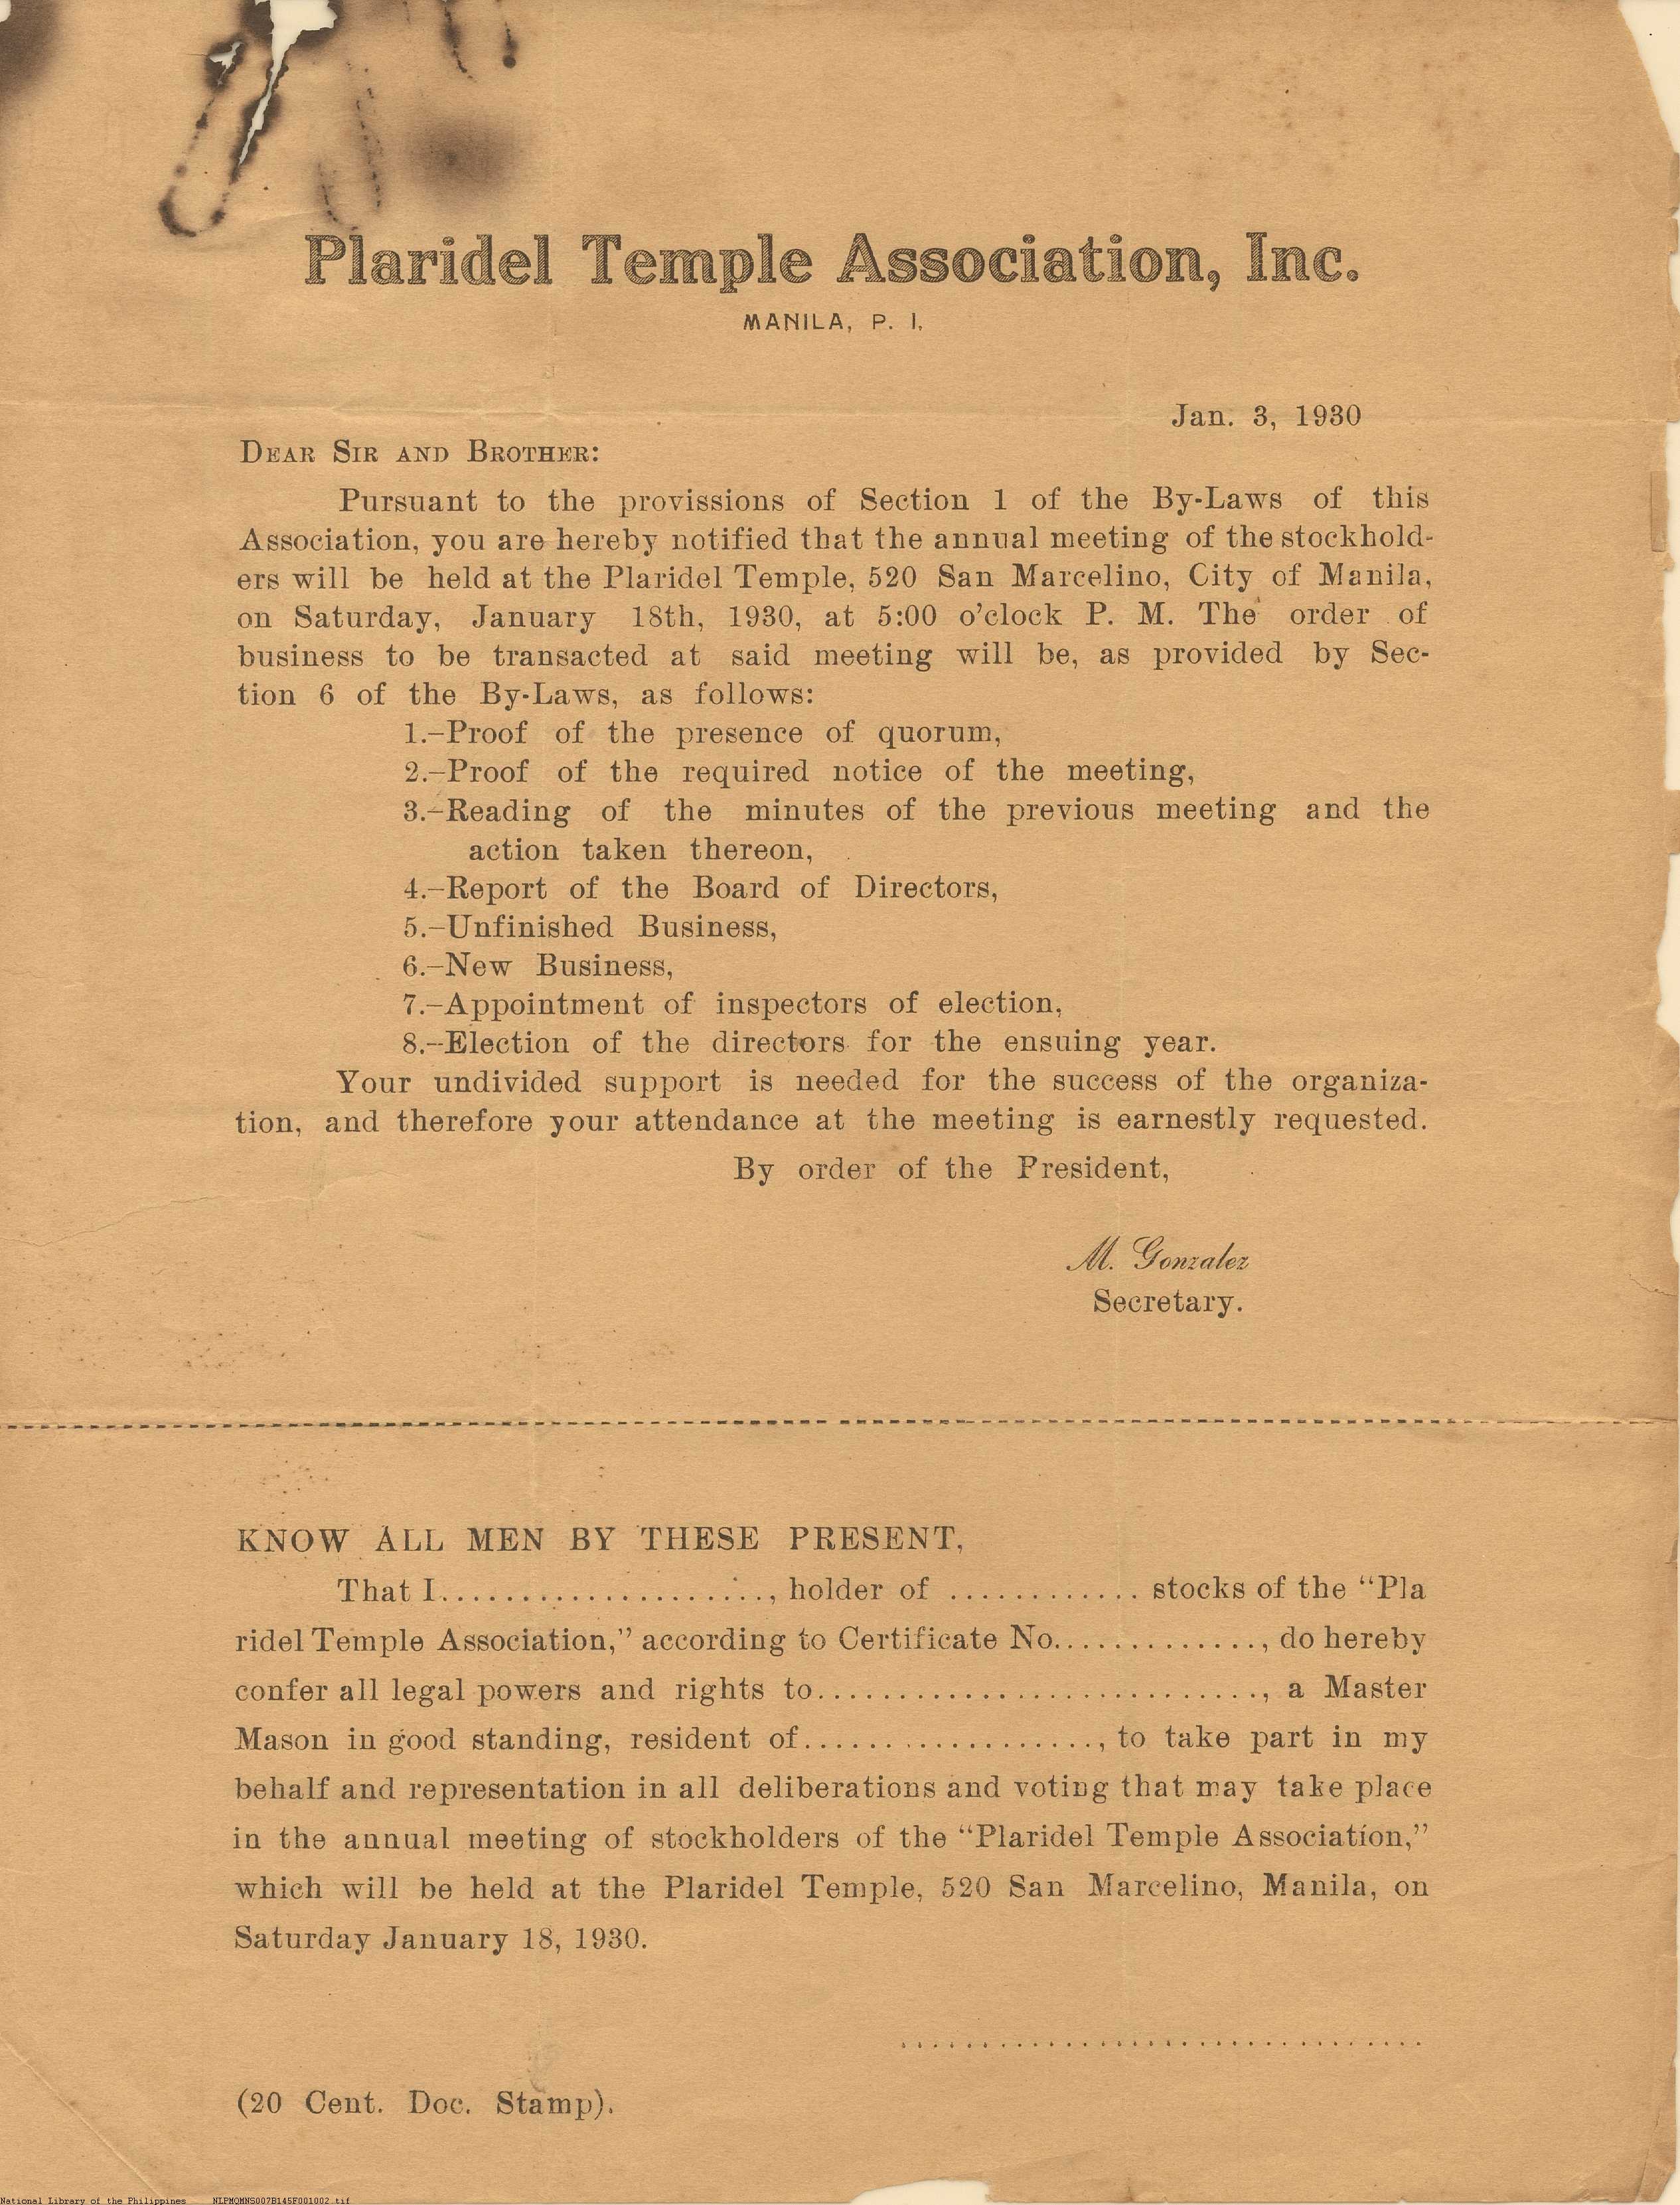 Plaridel Temple Association, Inc.
MANILA, P. I.
Jan. 3, 1930
DEAR SIR AND BROTHER:
Pursuant to the provissions of Section 1 of the By-Laws of this
Association, you are hereby notified that the annual meeting of the stockhold-
ers will be held at the Plaridel Temple, 520 San Marcelino, City of Manila,
on Saturday, January 18th, 1930, at 5:00 o'clock P. M. The order of
business to be transacted at said meeting will be, as provided by Sec-
tion 6 of the By-Laws, as follows:
1.—Proof of the presence of quorum,
2.—Proof of the required notice of the meeting,
3.—Reading of the minutes of the previous meeting and the
action taken thereon,
4.—Report of the Board of Directors,
5.—Unfinished Business,
6.—New Business,
7.—Appointment of inspectors of election,
8.—Election of the directors for the ensuing year.
Your undivided support is needed for the success of the organiza-
tion, and therefore your attendance at the meeting is earnestly requested.
By order of the President,
M. Gonzalez
Secretary.
KNOW ALL MEN BY THESE PRESENT,
That I....................., holder of ............ stocks of the “Pla
ridel Temple Association,” according to Certificate No............., do hereby
confer all legal powers and rights to............................, a Master
Mason in good standing, resident of..................., to take part in my
behalf and representation in all deliberations and voting that may take place
in the annual meeting of stockholders of the “Plaridel Temple Association,”
which will be held at the Plaridel Temple, 520 San Marcelino, Manila, on
Saturday January 18, 1930.
.................................
(20 Cent. Doc. Stamp).
National Library of the Philippines NLPMOMNS007B145F001002.tif